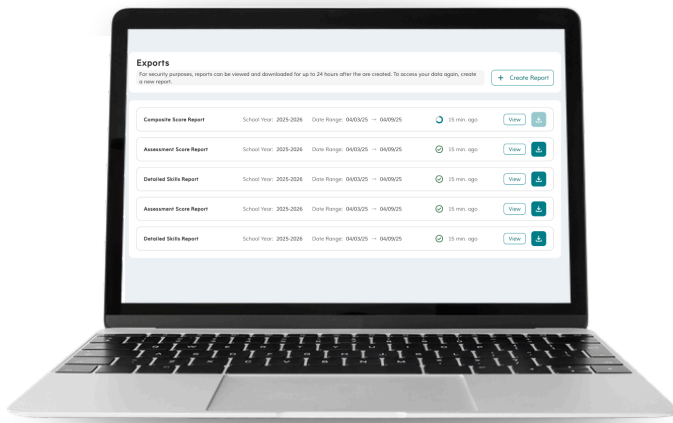 Exports
For security purposes, reports can be viewed and downloaded for up to 24 hours after the are created. To access your data again, create
a new report.
+ Create Report
Composite Score Report School Year: 2025-2026 Date Range: 04/03/25 → 04/09/25 15 min. ago View
Assessment Score Report School Year: 2025-2026 Date Range: 04/03/25 → 04/09/25 15 min. ago View
Detailed Skills Report School Year: 2025-2026 Date Range: 04/03/25 → 04/09/25 15 min. ago View
Assessment Score Report School Year: 2025-2026 Date Range: 04/03/25 → 04/09/25 15 min. ago View
Detailed Skills Report School Year: 2025-2026 Date Range: 04/03/25 → 04/09/25 15 min. ago View